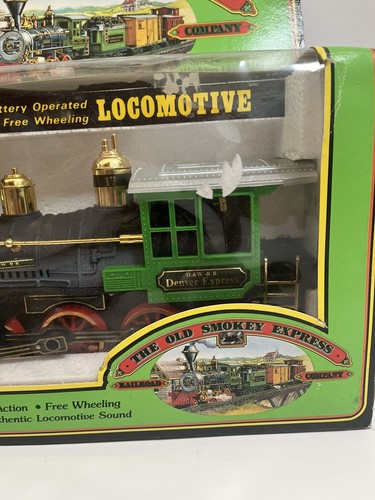 COMPANY
ttery Operated
Free Wheeling
LOCOMOTIVE
D.&W.-R.R
Denver Express
THE OLD SMOKEY EXPRESS
RAILROAD
COMPANY
Action • Free Wheeling
thentic Locomotive Sound